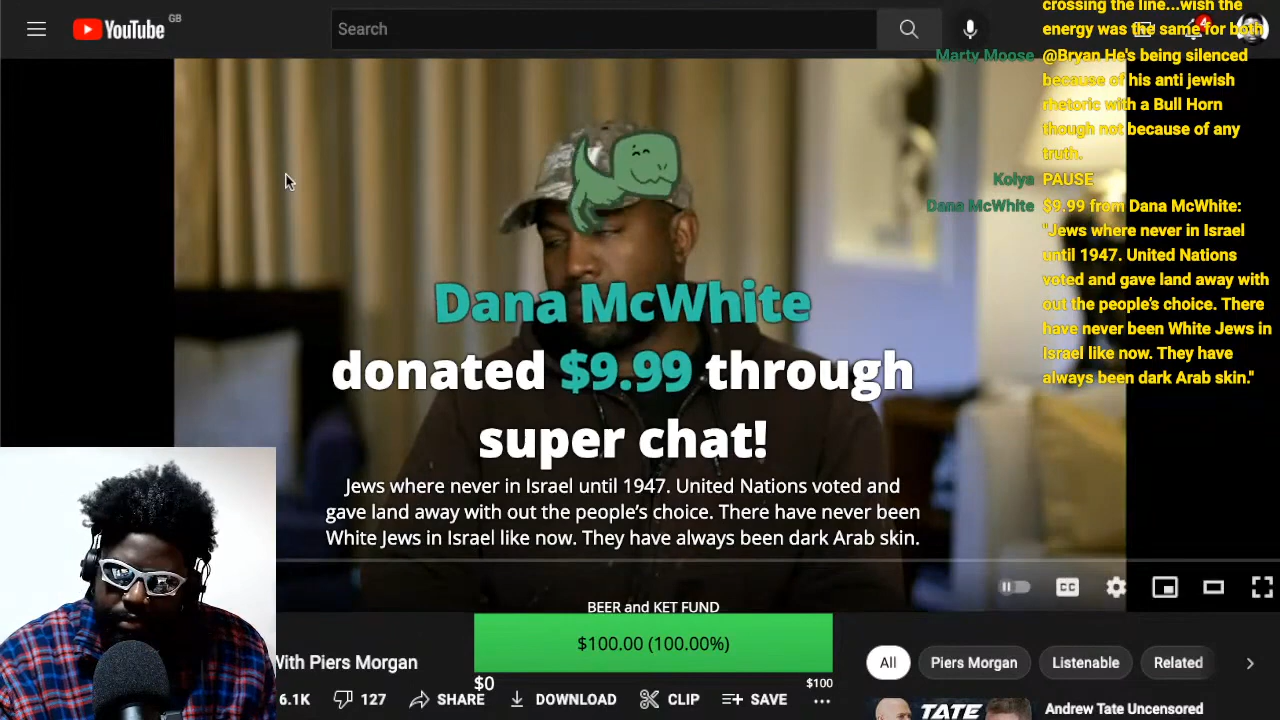 YouTube GB
Search
4
crossing the line...wish the
energy was the same for both
Marty Moose @Bryan He's being silenced
because of his anti jewish
rhetoric with a Bull Horn
though not because of any
truth.
Kolya PAUSE
Dana McWhite $9.99 from Dana McWhite:
"Jews where never in Israel
until 1947. United Nations
voted and gave land away with
out the people's choice. There
have never been White Jews in
Israel like now. They have
always been dark Arab skin."
Dana McWhite
donated $9.99 through
super chat!
Jews where never in Israel until 1947. United Nations voted and
gave land away with out the people's choice. There have never been
White Jews in Israel like now. They have always been dark Arab skin.
CC
BEER and KET FUND
$100.00 (100.00%)
$0 $100
With Piers Morgan
6.1K 127 SHARE DOWNLOAD CLIP SAVE ...
All Piers Morgan Listenable Related
TATE
Andrew Tate Uncensored